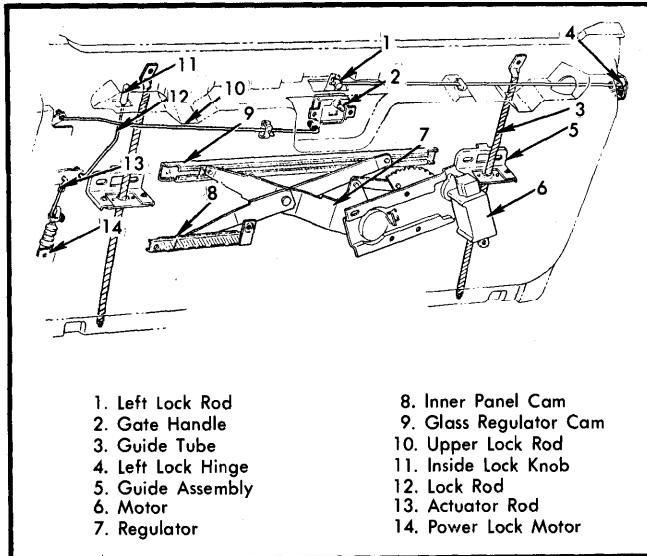 1
4
11
2
12
10
9
7
3
5
13
8
6
14
1. Left Lock Rod
2. Gate Handle
3. Guide Tube
4. Left Lock Hinge
5. Guide Assembly
6. Motor
7. Regulator
8. Inner Panel Cam
9. Glass Regulator Cam
10. Upper Lock Rod
11. Inside Lock Knob
12. Lock Rod
13. Actuator Rod
14. Power Lock Motor